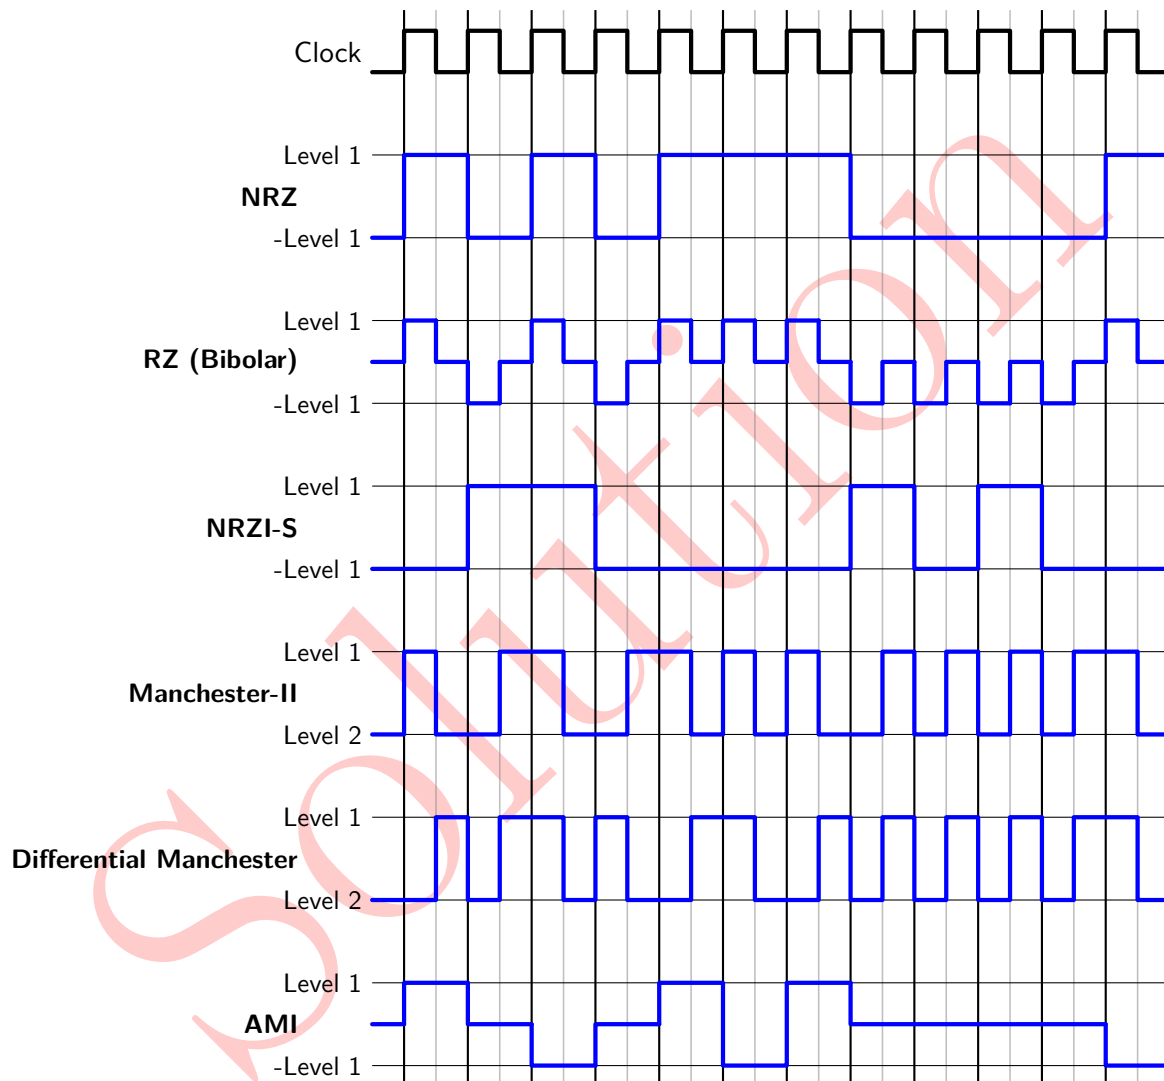 Clock
Level 1
NRZ
-Level 1
Level 1
RZ (Bibolar)
-Level 1
Level 1
NRZI-S
-Level 1
Level 1
Manchester-II
Level 2
Level 1
Differential Manchester
Level 2
Level 1
AMI
-Level 1
Solution